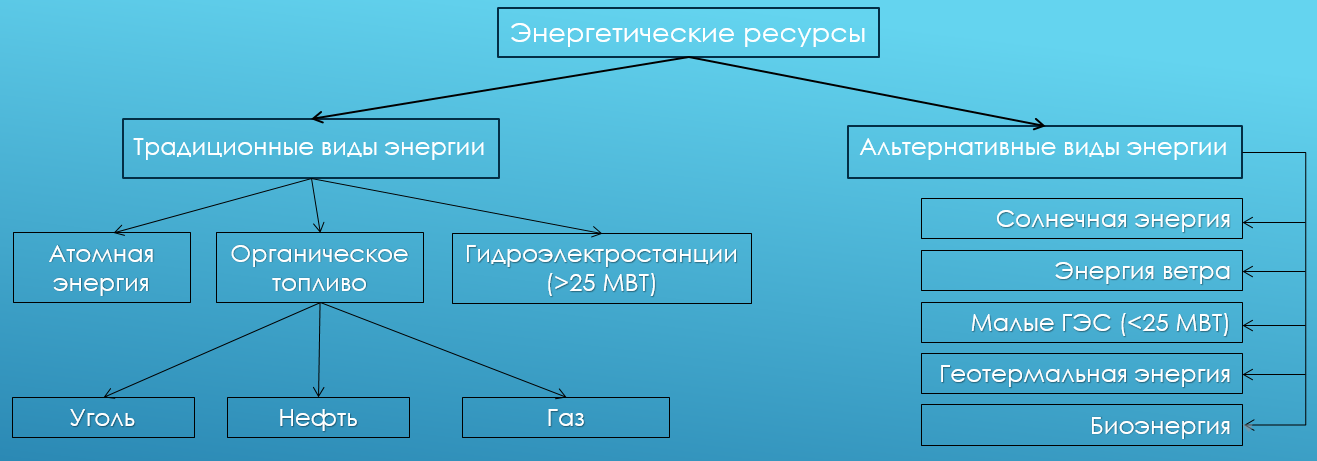 Энергетические ресурсы
Традиционные виды энергии
Альтернативные виды энергии
Атомная
энергия
Органическое
топливо
Гидроэлектростанции
(>25 МВТ)
Уголь
Нефть
Газ
Солнечная энергия
Энергия ветра
Малые ГЭС (<25 МВТ)
Геотермальная энергия
Биоэнергия